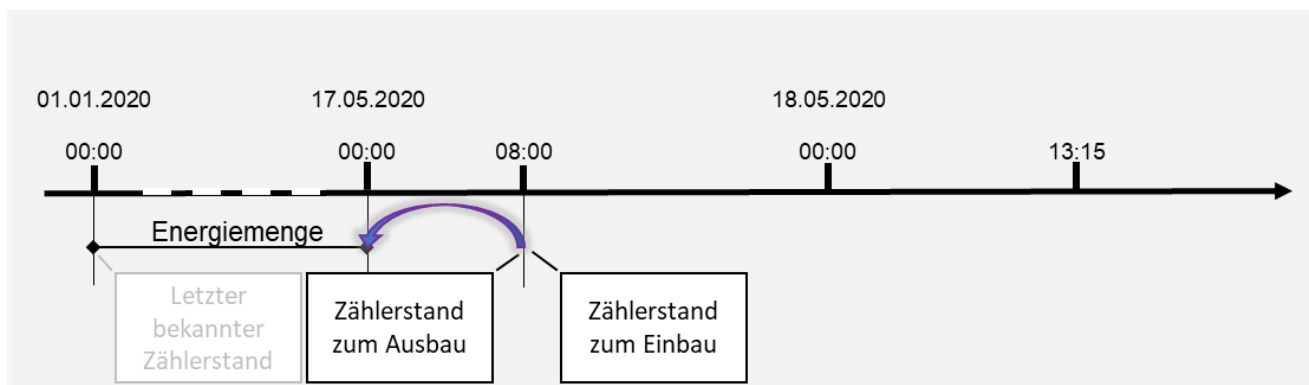 01.01.2020 17.05.2020 18.05.2020
00:00 00:00 08:00 00:00 13:15
Energiemenge
Letzter
bekannter
Zählerstand
Zählerstand
zum Ausbau
Zählerstand
zum Einbau